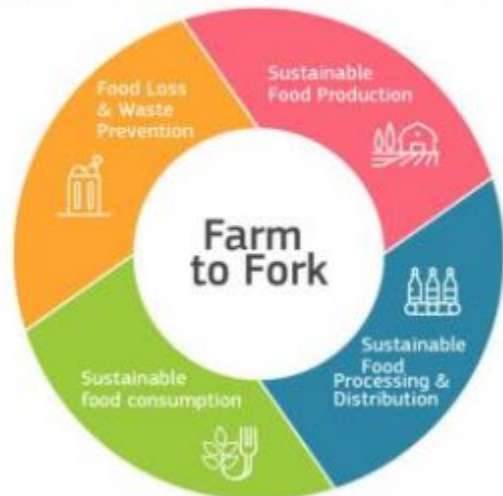 Food Loss
& Waste
Prevention
Sustainable
Food Production
Farm
to Fork
Sustainable
Food
Processing &
Distribution
Sustainable
food consumption